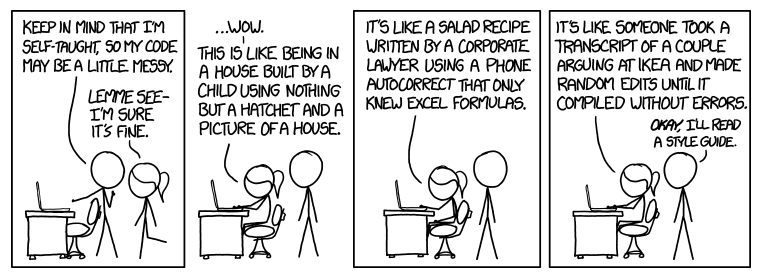 KEEP IN MIND THAT I'M
SELF-TAUGHT, SO MY CODE
MAY BE A LITTLE MESSY.
LEMME SEE-
I'M SURE
IT'S FINE.
...WOW.
THIS IS LIKE BEING IN
A HOUSE BUILT BY A
CHILD USING NOTHING
BUT A HATCHET AND A
PICTURE OF A HOUSE.
IT'S LIKE A SALAD RECIPE
WRITTEN BY A CORPORATE
LAWYER USING A PHONE
AUTOCORRECT THAT ONLY
KNEW EXCEL FORMULAS.
IT'S LIKE SOMEONE TOOK A
TRANSCRIPT OF A COUPLE
ARGUING AT IKEA AND MADE
RANDOM EDITS UNTIL IT
COMPILED WITHOUT ERRORS.
OKAY, I'LL READ
A STYLE GUIDE.